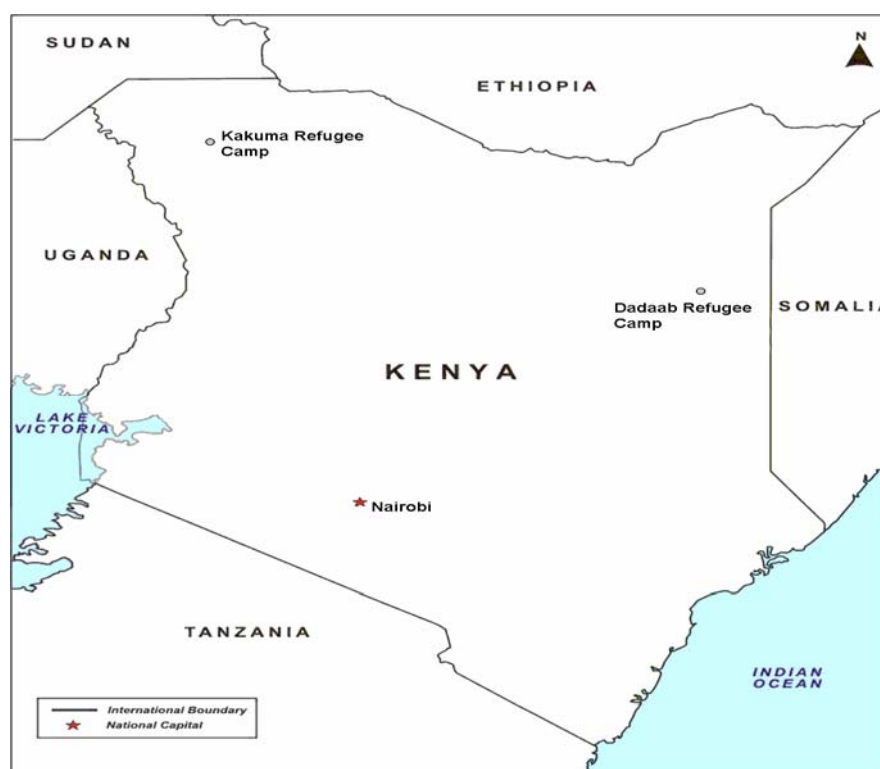 SUDAN
N
ETHIOPIA
Kakuma Refugee
Camp
UGANDA
Dadaab Refugee
Camp
SOMALIA
KENYA
LAKE
VICTORIA
Nairobi
TANZANIA
INDIAN
OCEAN
International Boundary
National Capital